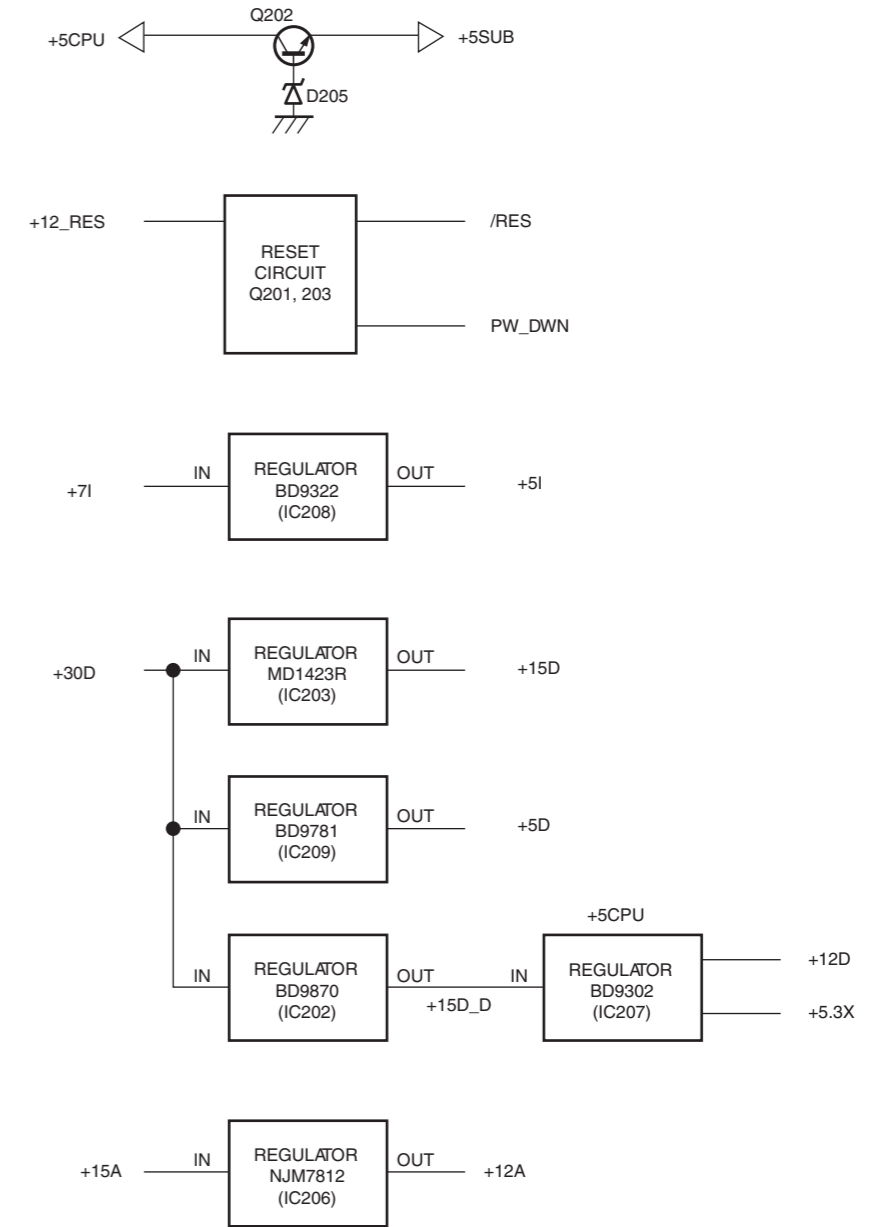 Q202
+5CPU
+5SUB
D205
+12_RES
RESET
CIRCUIT
Q201, 203
/RES
PW_DWN
+7I
IN
REGULATOR
BD9322
(IC208)
OUT
+5I
+30D
IN
REGULATOR
MD1423R
(IC203)
OUT
+15D
IN
REGULATOR
BD9781
(IC209)
OUT
+5D
IN
REGULATOR
BD9870
(IC202)
OUT
+15D_D
+5CPU
IN
REGULATOR
BD9302
(IC207)
+12D
+5.3X
+15A
IN
REGULATOR
NJM7812
(IC206)
OUT
+12A